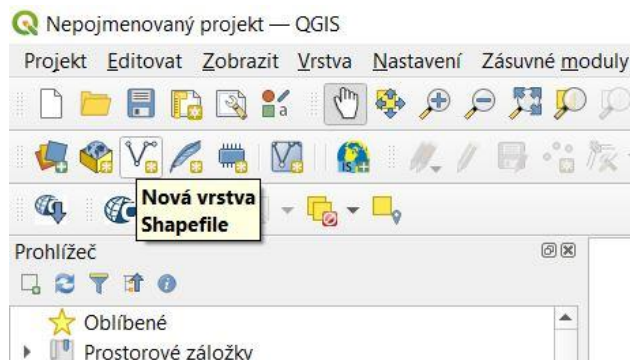 Nepojmenovaný projekt — QGIS
Projekt Editovat Zobrazit Vrstva Nastavení Zásuvné moduly
Nová vrstva
Shapefile
Prohlížeč
Oblíbené
Prostorové záložky